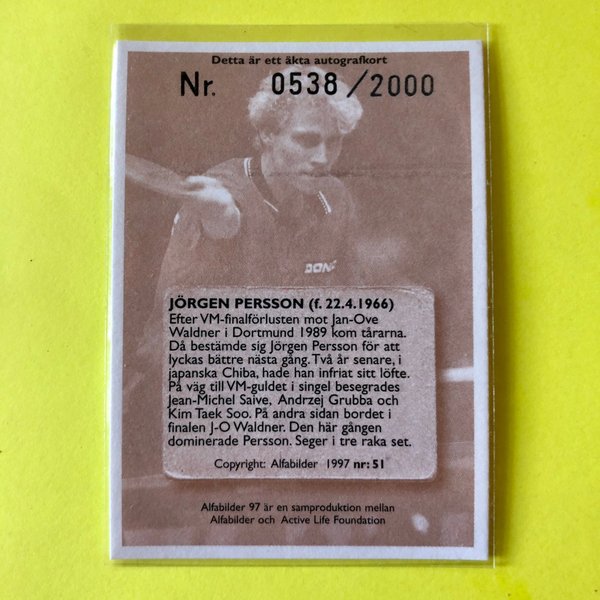 Detta är ett äkta autografkort
Nr. 0538/2000
JÖRGEN PERSSON (f. 22.4.1966)
Efter VM-finalförlusten mot Jan-Ove
Waldner i Dortmund 1989 kom tårarna.
Då bestämde sig Jörgen Persson för att
lyckas bättre nästa gång. Två år senare, i
japanska Chiba, hade han infriat sitt löfte.
På väg till VM-guldet i singel besegrades
Jean-Michel Saive, Andrzej Grubba och
Kim Taek Soo. På andra sidan bordet i
finalen J-O Waldner. Den här gången
dominerade Persson. Seger i tre raka set.
Copyright: Alfabilder 1997 nr: 51
Alfabilder 97 är en samproduktion mellan
Alfabilder och Active Life Foundation